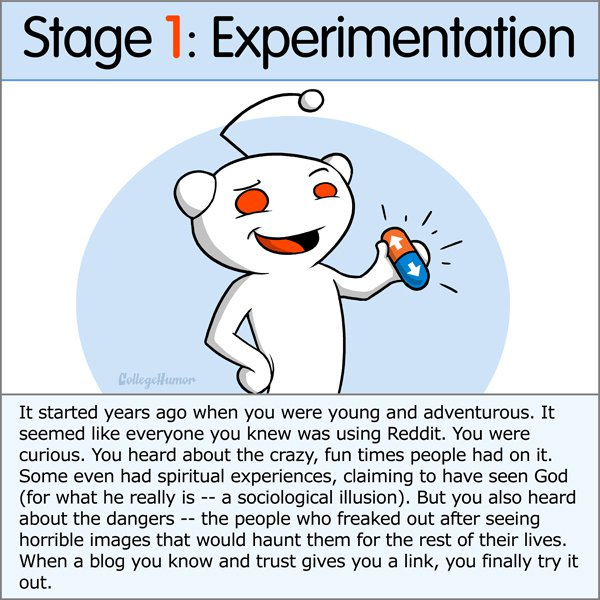 Stage 1: Experimentation
CollegeHumor
It started years ago when you were young and adventurous. It
seemed like everyone you knew was using Reddit. You were
curious. You heard about the crazy, fun times people had on it.
Some even had spiritual experiences, claiming to have seen God
(for what he really is -- a sociological illusion). But you also heard
about the dangers -- the people who freaked out after seeing
horrible images that would haunt them for the rest of their lives.
When a blog you know and trust gives you a link, you finally try it
out.